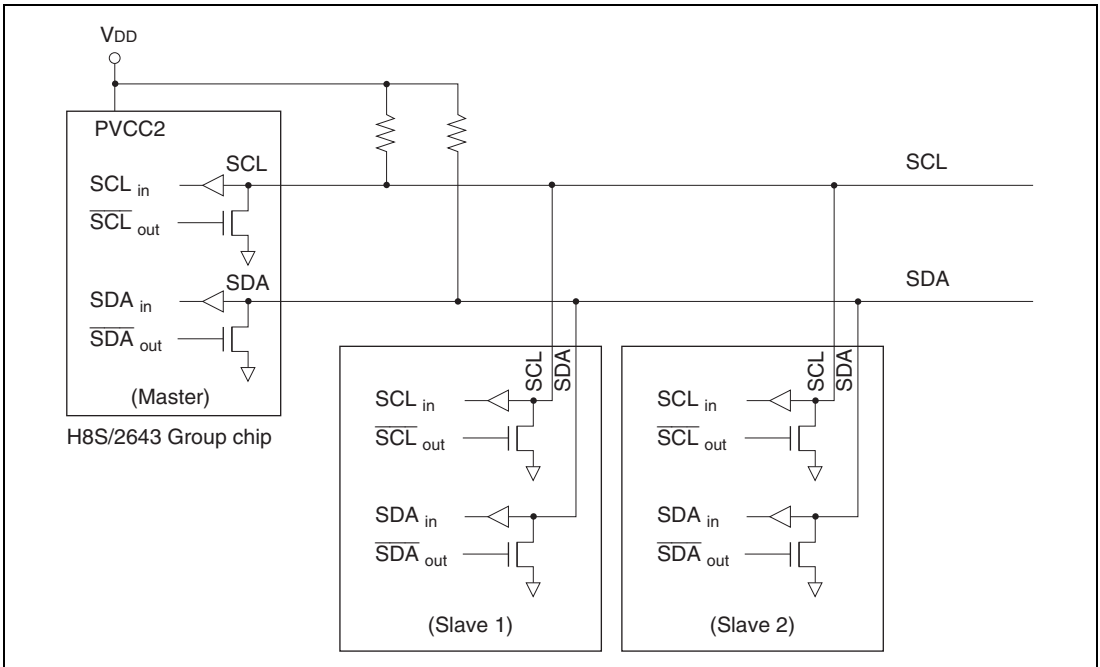 VDD
PVCC2
SCL
SCL in
SCL out
SDA
SDA in
SDA out
(Master)
H8S/2643 Group chip
SCL
SDA
SCL
SDA
SCL in
SCL out
SDA in
SDA out
(Slave 1)
SCL
SDA
SCL in
SCL out
SDA in
SDA out
(Slave 2)